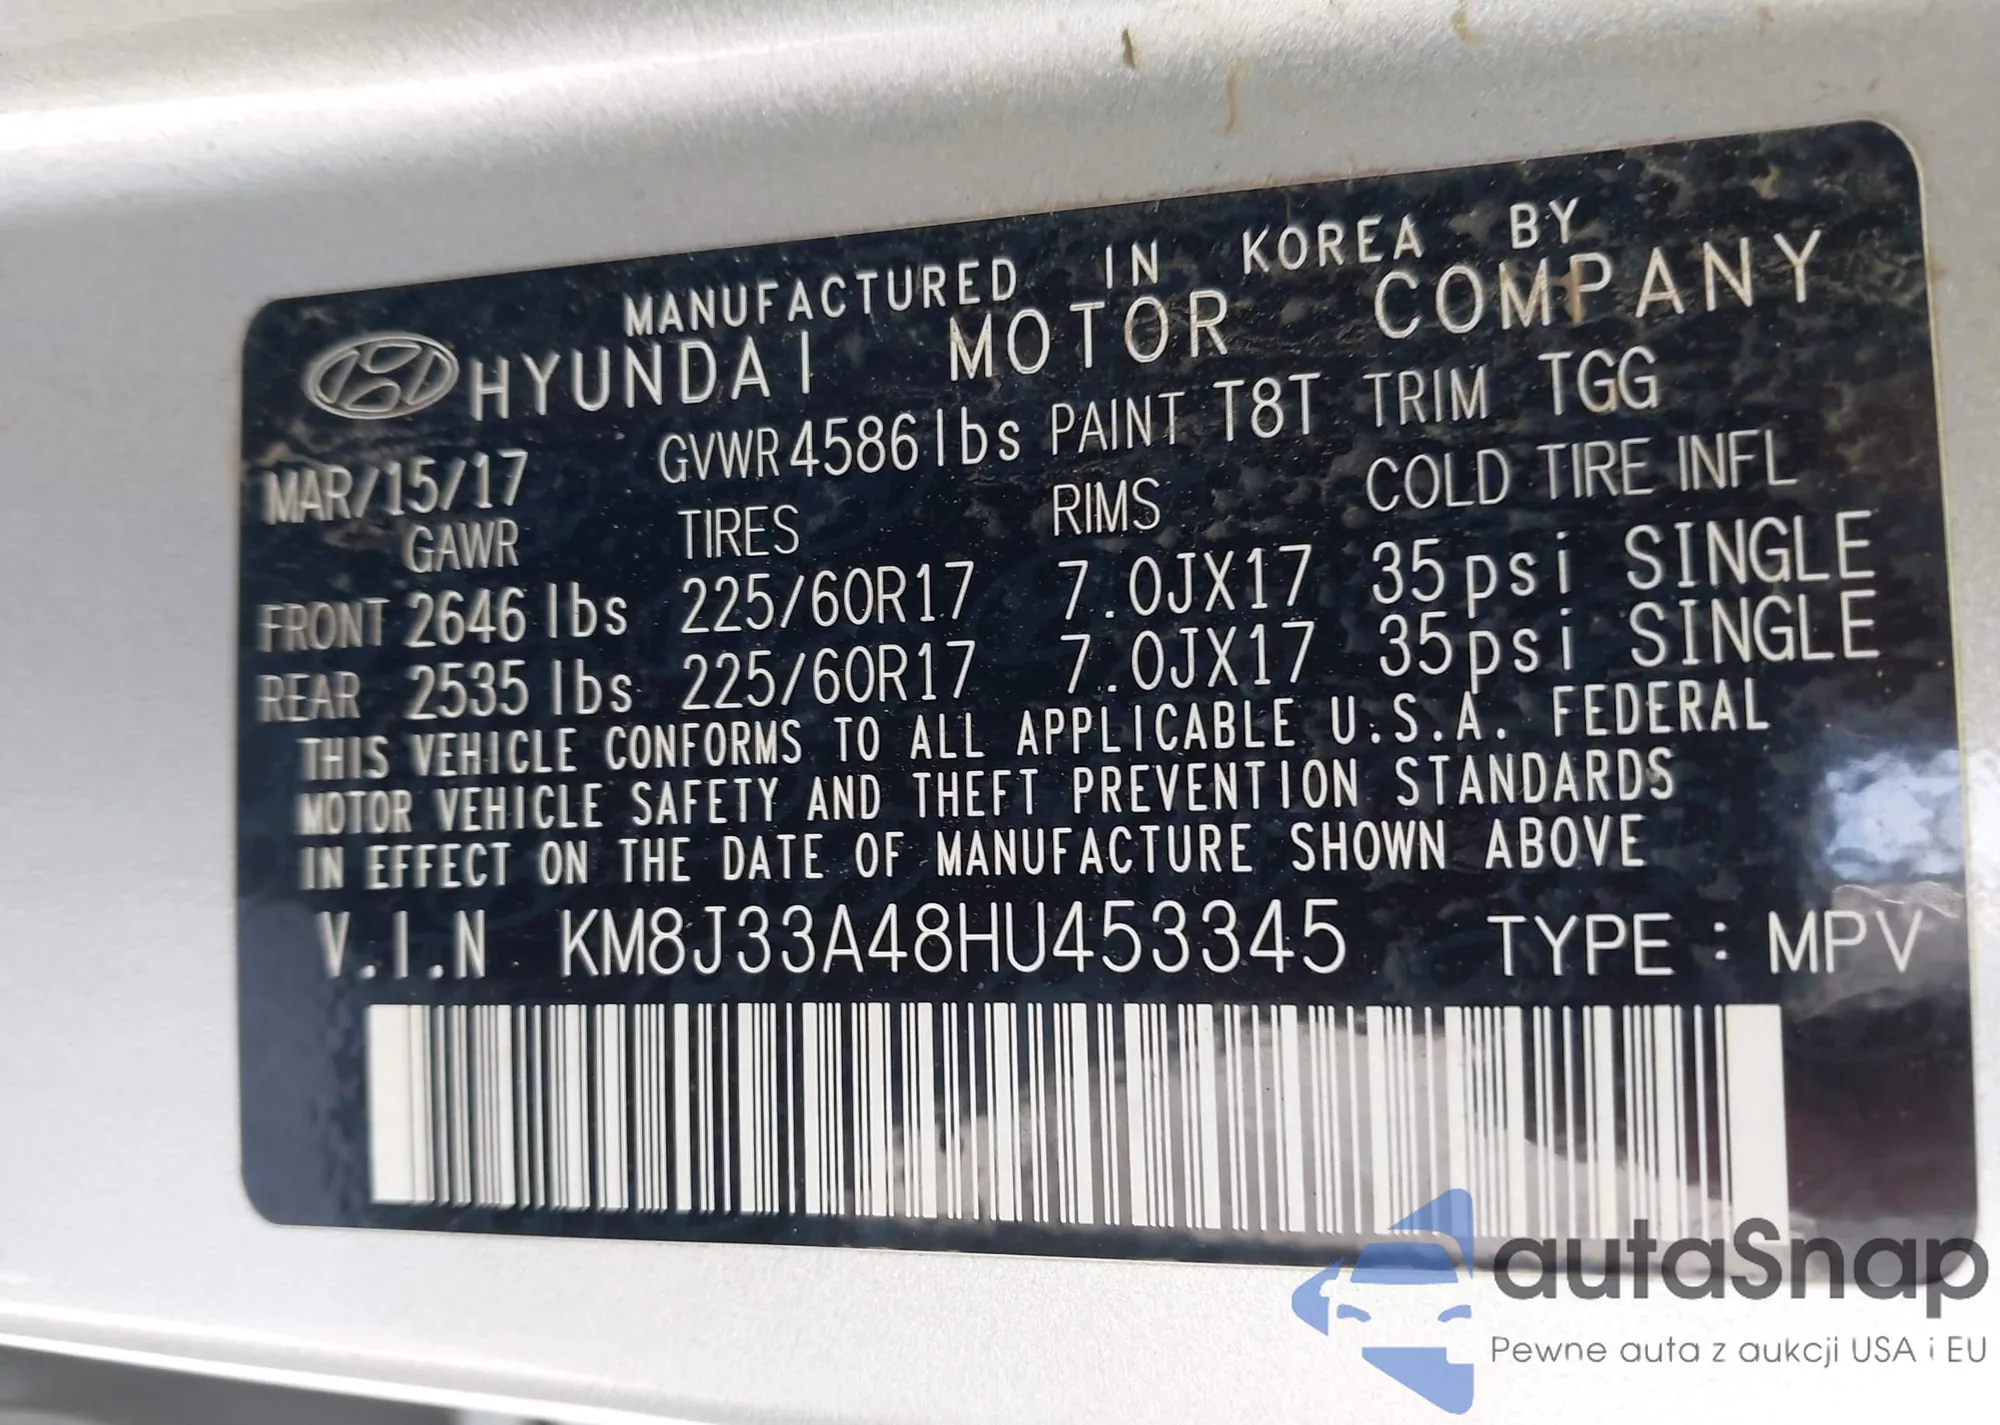 MANUFACTURED IN KOREA BY
HYUNDAI MOTOR COMPANY
MAR/15/17 GVWR 4586 lbs PAINT T8T TRIM TGG
GAWR TIRES RIMS COLD TIRE INFL
FRONT 2646 lbs 225/60R17 7.0JX17 35psi SINGLE
REAR 2535 lbs 225/60R17 7.0JX17 35psi SINGLE
THIS VEHICLE CONFORMS TO ALL APPLICABLE U.S.A. FEDERAL
MOTOR VEHICLE SAFETY AND THEFT PREVENTION STANDARDS
IN EFFECT ON THE DATE OF MANUFACTURE SHOWN ABOVE
V.I.N KM8J33A48HU453345 TYPE : MPV
autaSnap
Pewne auta z aukcji USA i EU